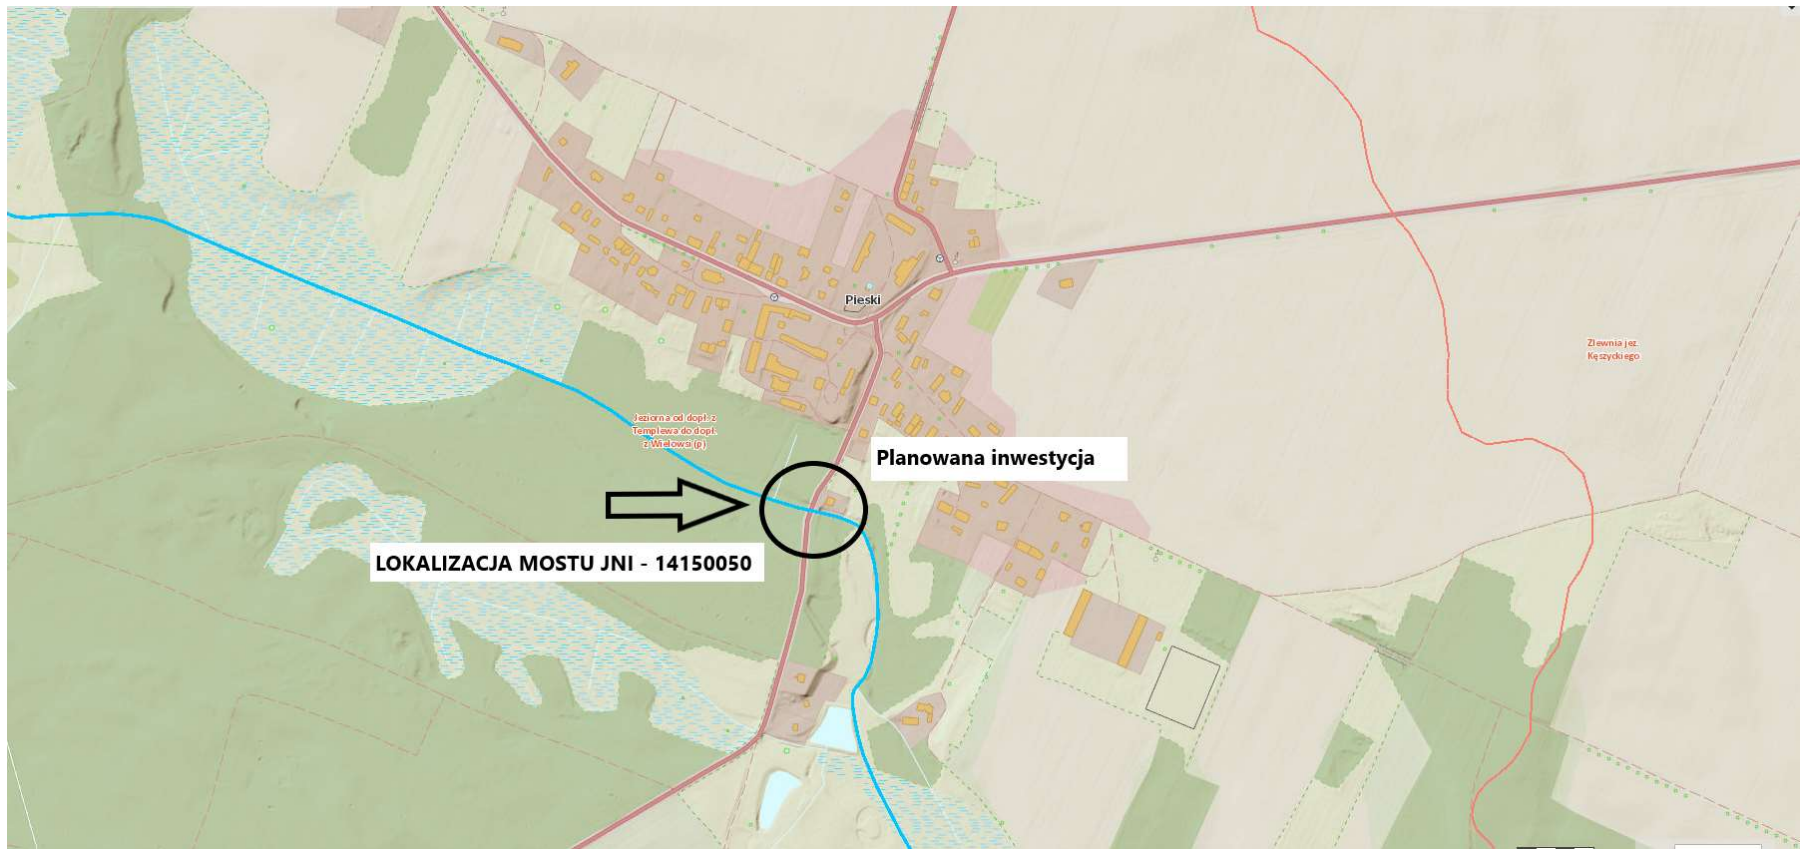 Pieski
Zlewnia jez.
Kęszyckiego
Jeziorna od dopł. z
Templewa do dopł.
z Wielowsi (p)
Planowana inwestycja
LOKALIZACJA MOSTU JNI - 14150050